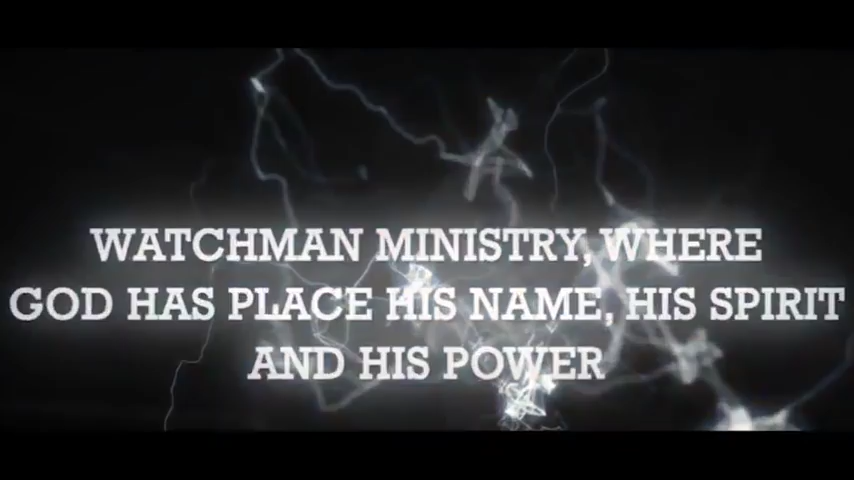 WATCHMAN MINISTRY, WHERE
GOD HAS PLACE HIS NAME, HIS SPIRIT
AND HIS POWER